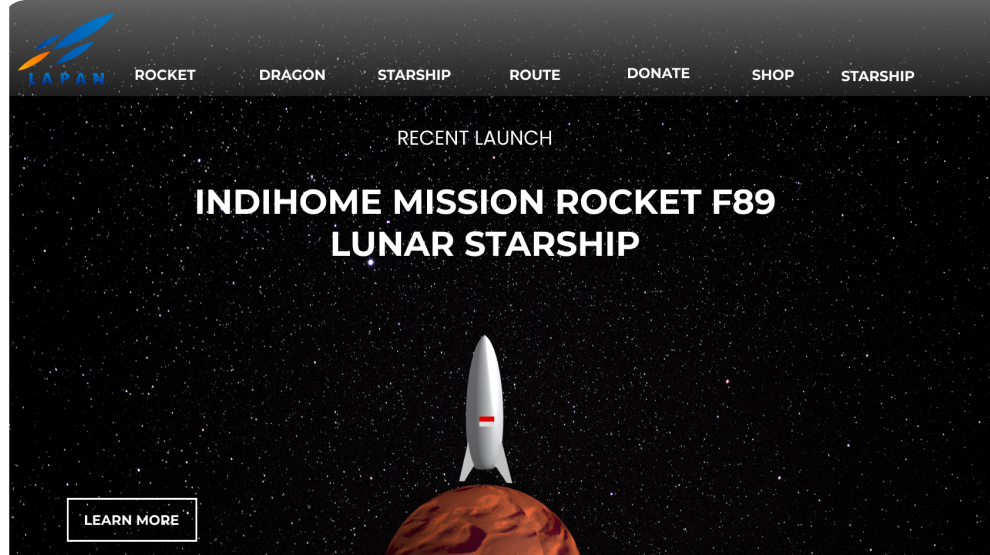 LAPAN
ROCKET DRAGON STARSHIP ROUTE DONATE SHOP STARSHIP
RECENT LAUNCH
INDIHOME MISSION ROCKET F89
LUNAR STARSHIP
LEARN MORE